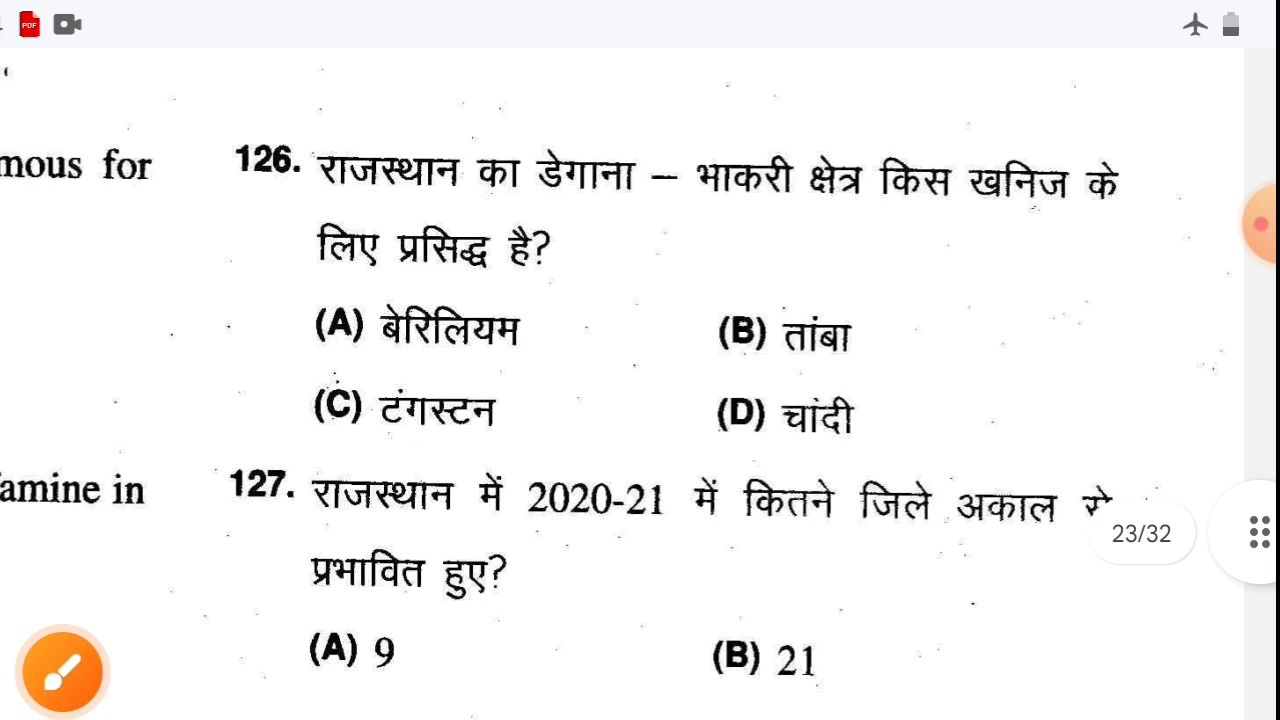 PDF
mous for
126. राजस्थान का डेगाना – भाकरी क्षेत्र किस खनिज के
लिए प्रसिद्ध है?
(A) बेरिलियम
(B) तांबा
(C) टंगस्टन
(D) चांदी
amine in
127. राजस्थान में 2020-21 में कितने जिले अकाल से
23/32
प्रभावित हुए?
(A) 9
(B) 21